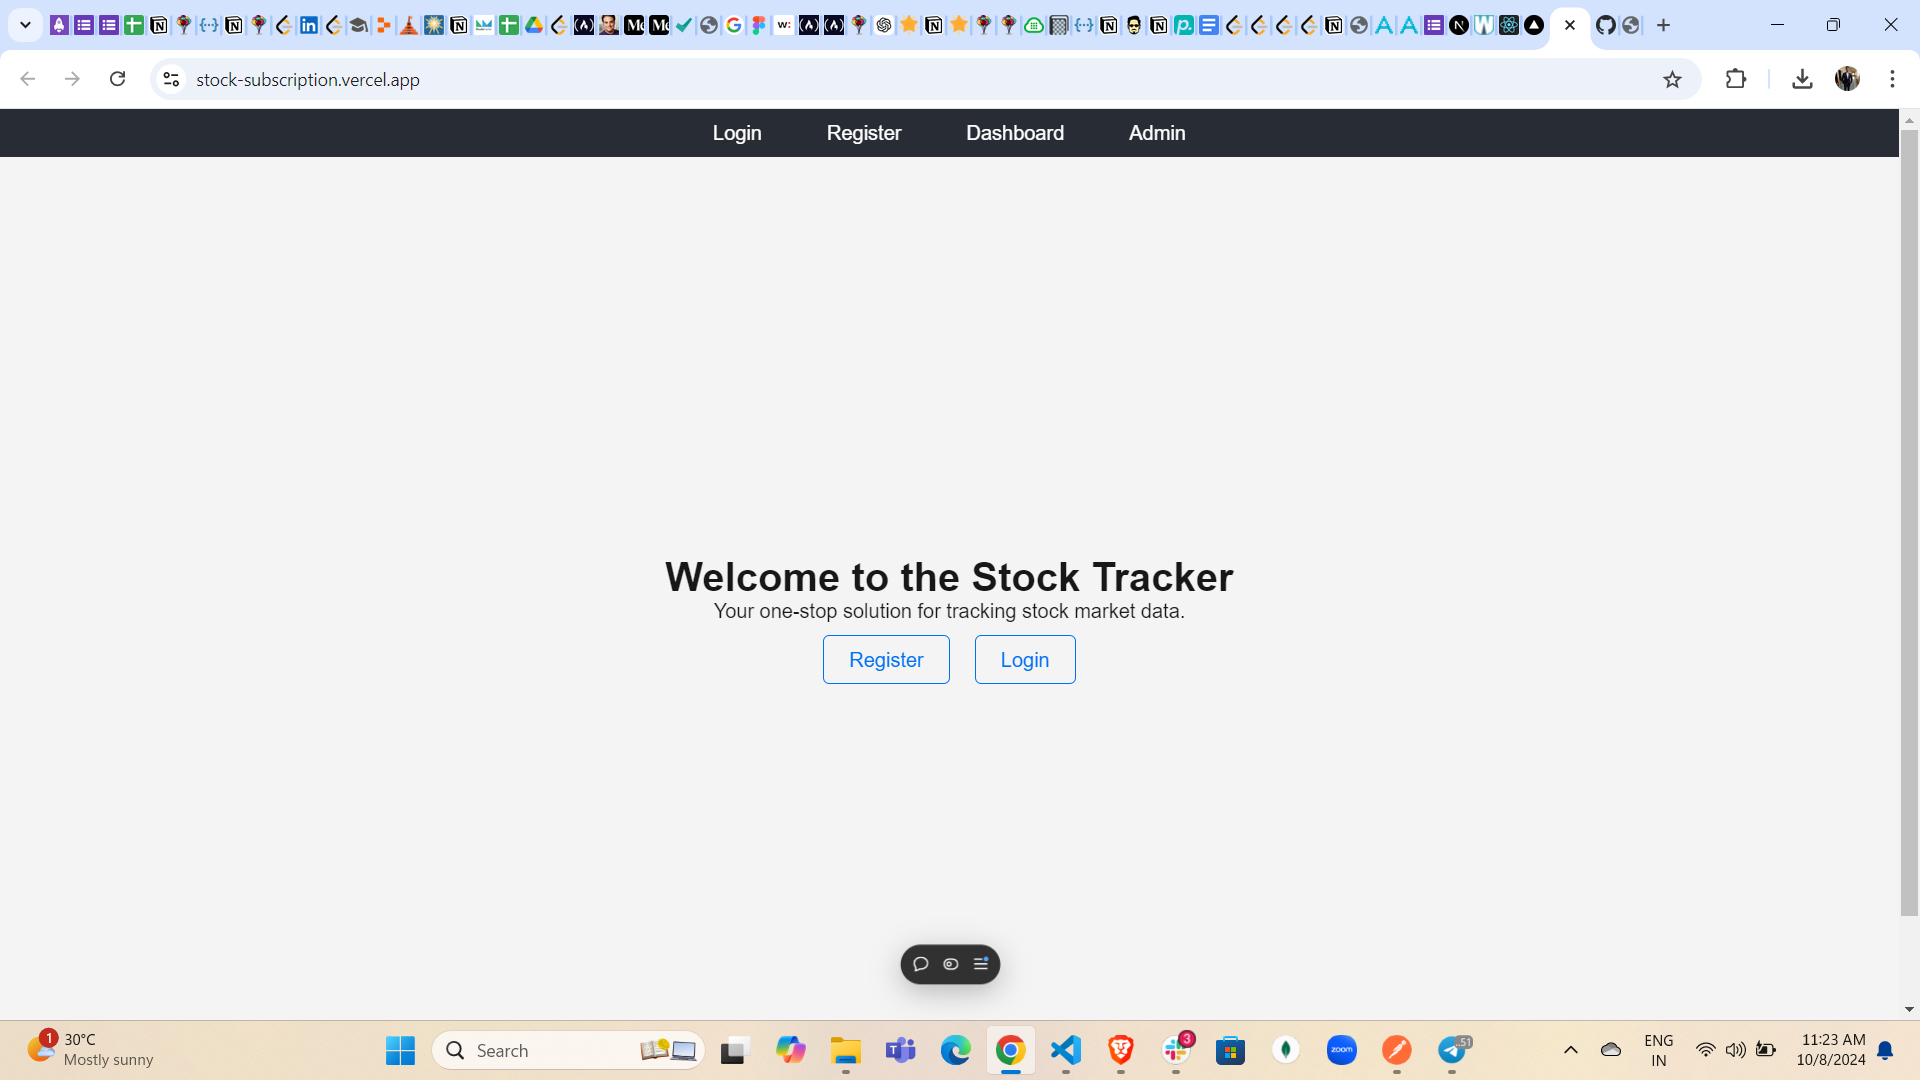 stock-subscription.vercel.app
Login Register Dashboard Admin
Welcome to the Stock Tracker
Your one-stop solution for tracking stock market data.
Register Login
1
30°C
Mostly sunny
Search
zoom
3
51
ENG
IN
11:23 AM
10/8/2024